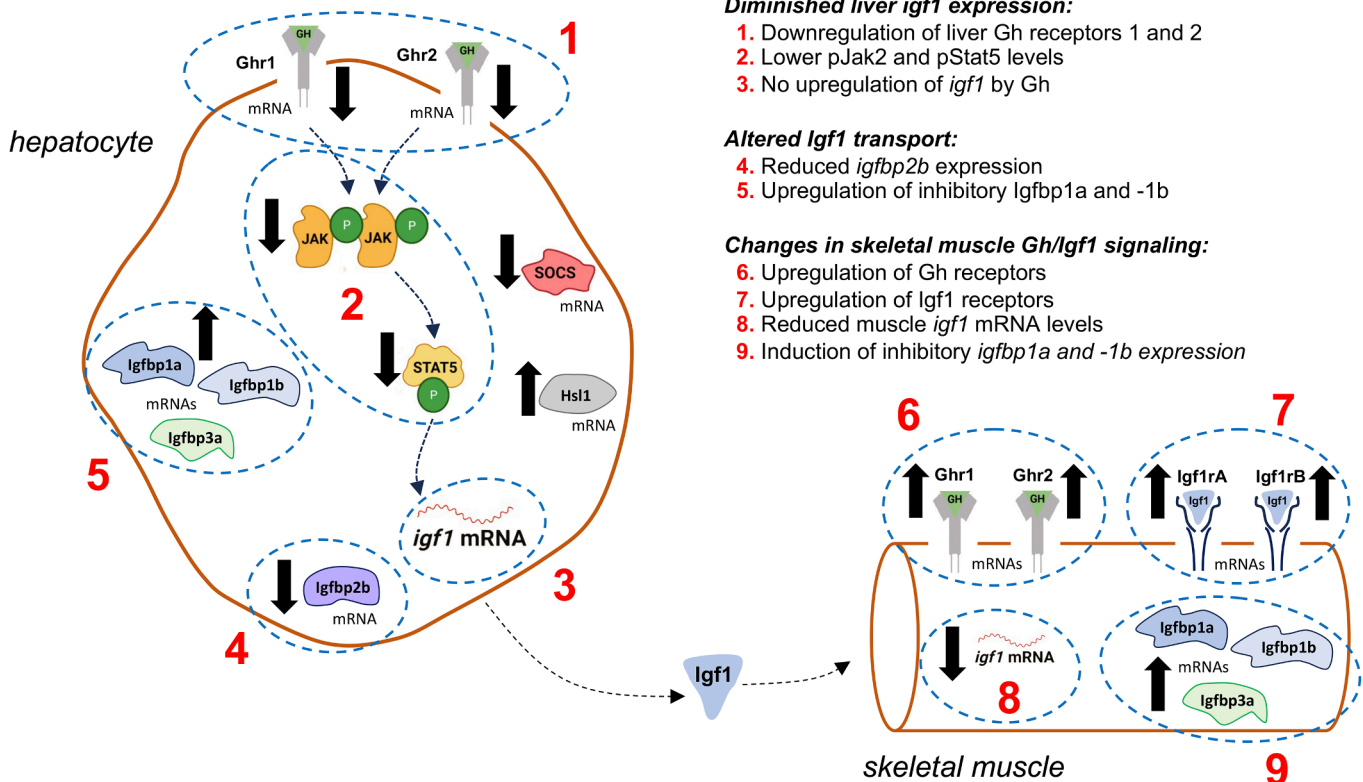 Diminished liver igf1 expression:
1. Downregulation of liver Gh receptors 1 and 2
2. Lower pJak2 and pStat5 levels
3. No upregulation of igf1 by Gh
Altered Igf1 transport:
4. Reduced igfbp2b expression
5. Upregulation of inhibitory Igfbp1a and -1b
Changes in skeletal muscle Gh/Igf1 signaling:
6. Upregulation of Gh receptors
7. Upregulation of Igf1 receptors
8. Reduced muscle igf1 mRNA levels
9. Induction of inhibitory igfbp1a and -1b expression
hepatocyte
1
GH
Ghr1
mRNA
GH
Ghr2
mRNA
JAK
P
JAK
P
2
STAT5
P
SOCS
mRNA
Hsl1
mRNA
Igfbp1a
Igfbp1b
mRNAs
Igfbp3a
5
igf1 mRNA
3
Igfbp2b
mRNA
4
Igf1
6
Ghr1
GH
Ghr2
GH
mRNAs
7
Igf1rA
Igf1
Igf1rB
Igf1
mRNAs
igf1 mRNA
8
Igfbp1a
Igfbp1b
mRNAs
Igfbp3a
9
skeletal muscle